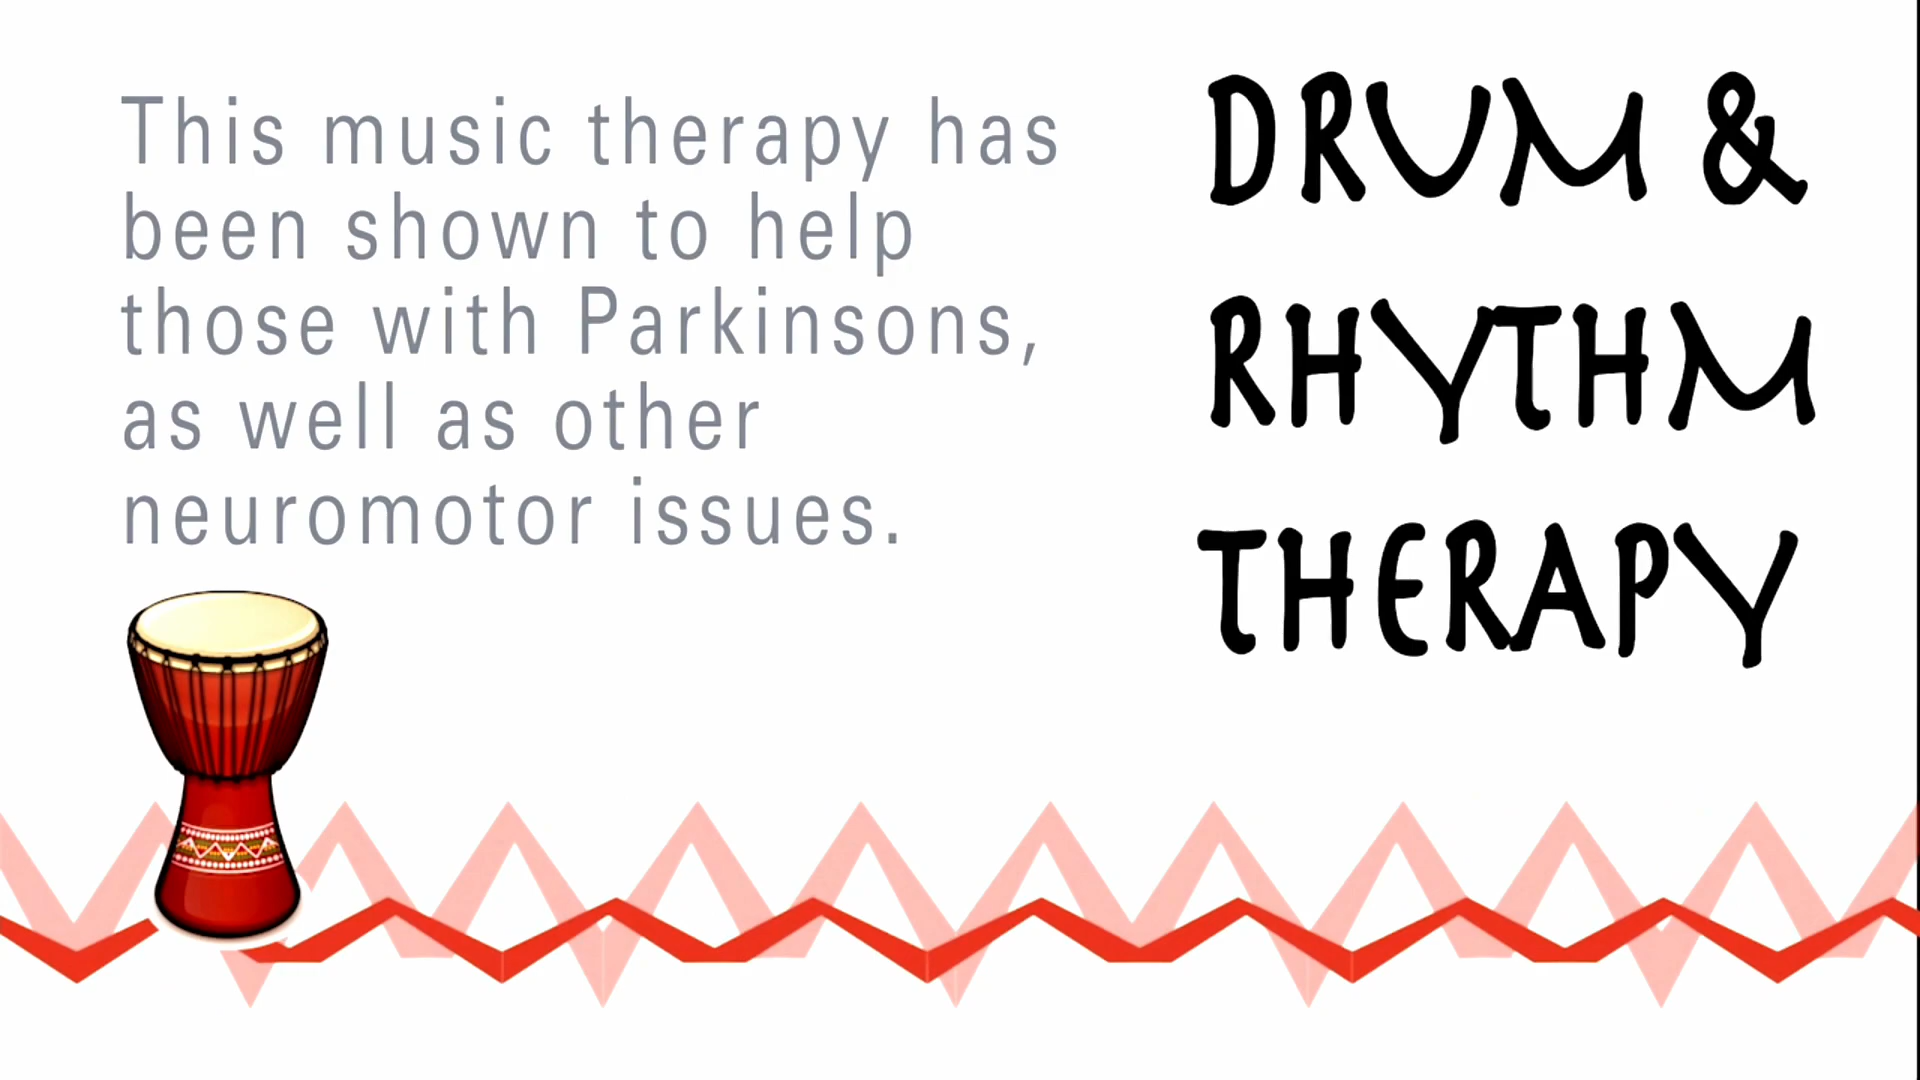 This music therapy has
been shown to help
those with Parkinsons,
as well as other
neuromotor issues.
DRUM &
RHYTHM
THERAPY